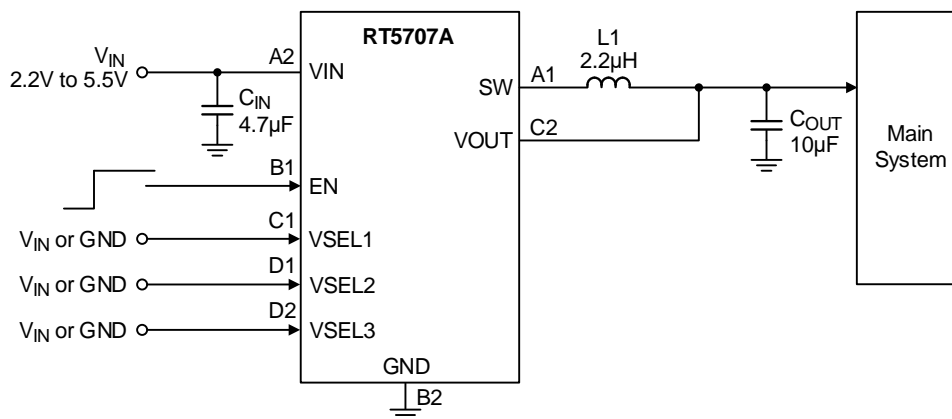 RT5707A
VIN
2.2V to 5.5V
A2
VIN
CIN
4.7µF
B1
EN
C1
VIN or GND
VSEL1
D1
VIN or GND
VSEL2
D2
VIN or GND
VSEL3
GND
B2
SW
A1
L1
2.2µH
VOUT
C2
COUT
10µF
Main
System